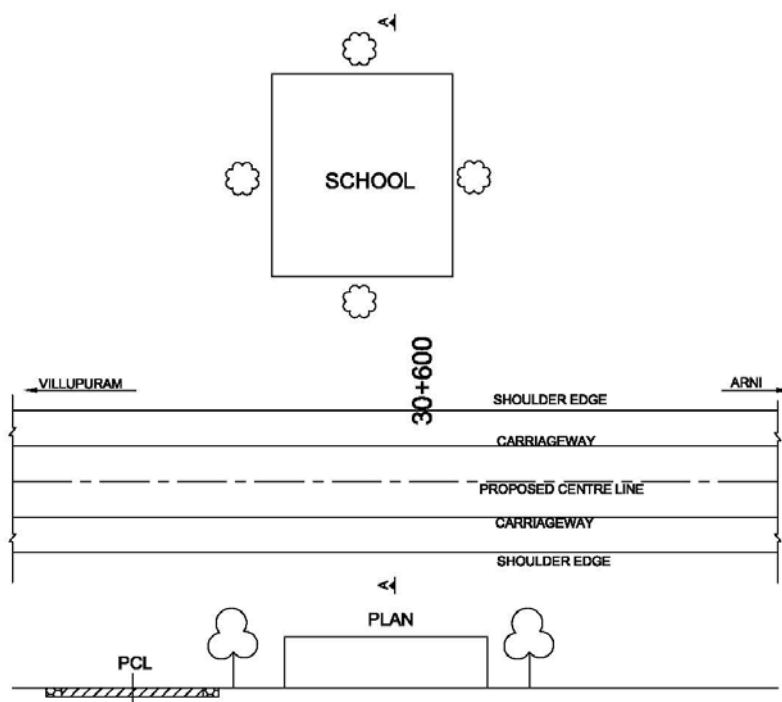 A
SCHOOL
30+600
VILLUPURAM
ARNI
SHOULDER EDGE
CARRIAGEWAY
PROPOSED CENTRE LINE
CARRIAGEWAY
SHOULDER EDGE
A
PLAN
PCL